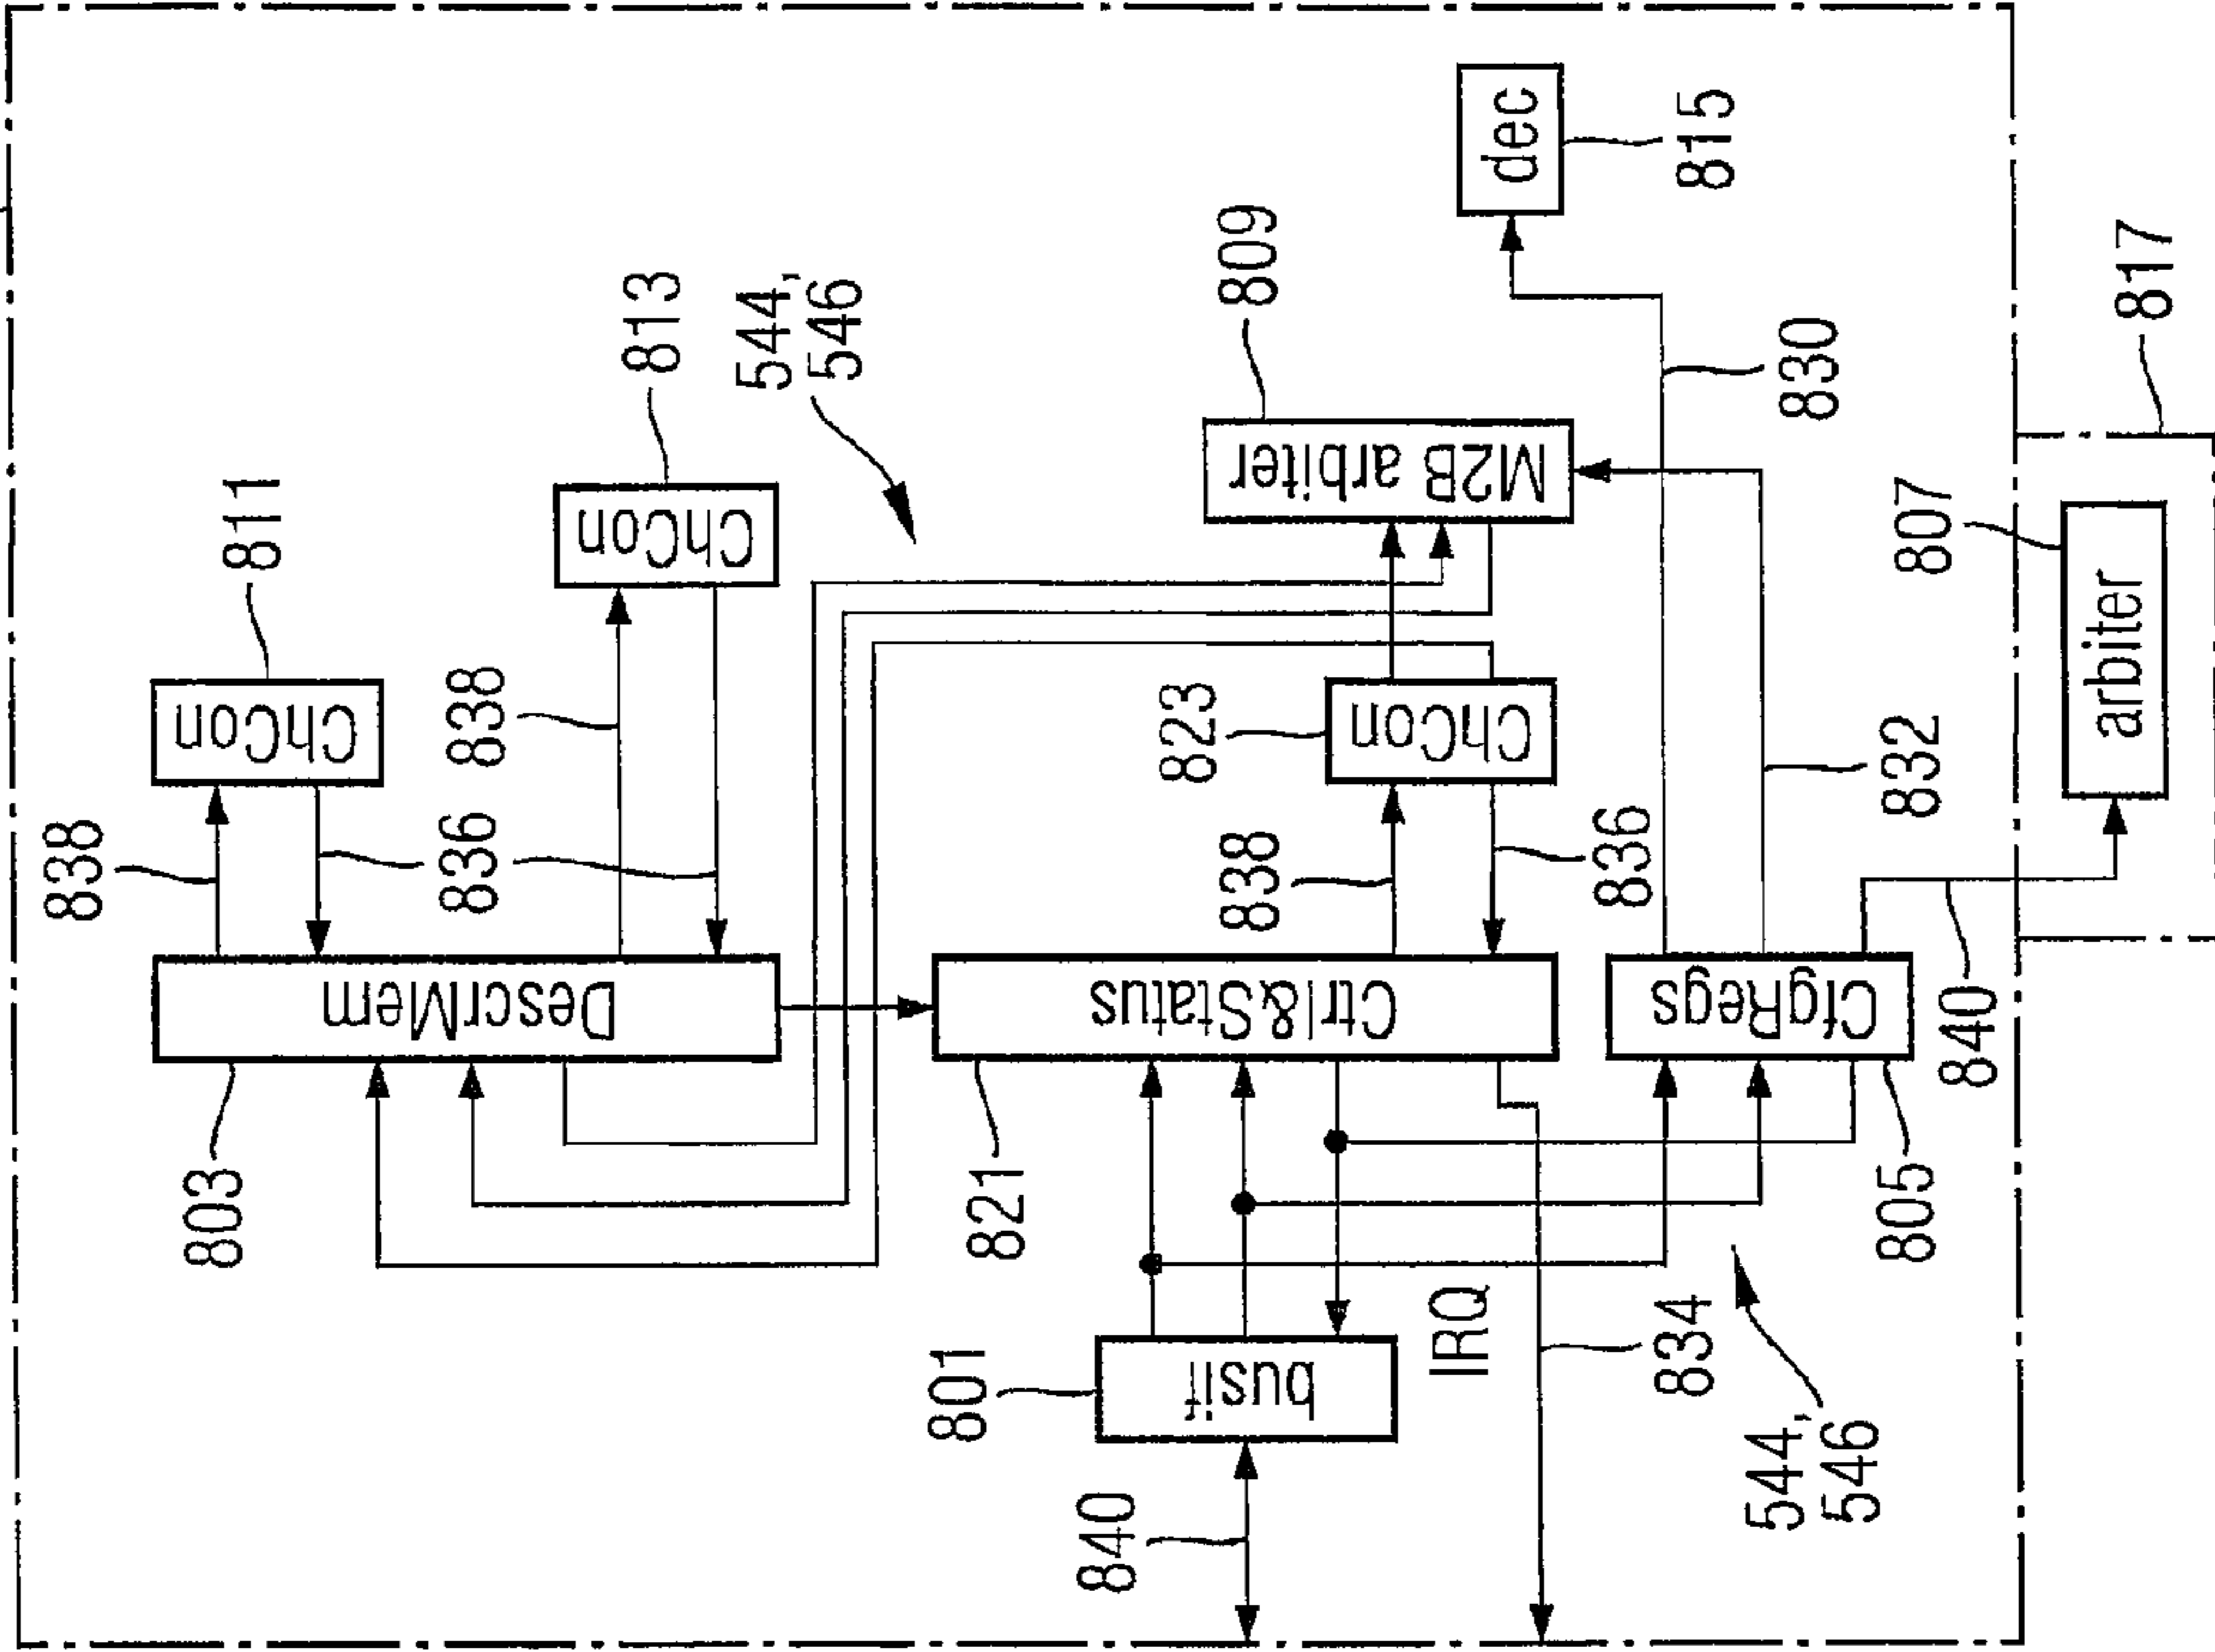 838
811
ChCon
813
ChCon
838
836
544,
546
DescrMem
803
809
M2B arbiter
dec
815
823
ChCon
838
836
830
832
Ctrl&Status
821
CfgRegs
805
840
807
arbiter
817
801
busif
IRQ
834
840
544,
546